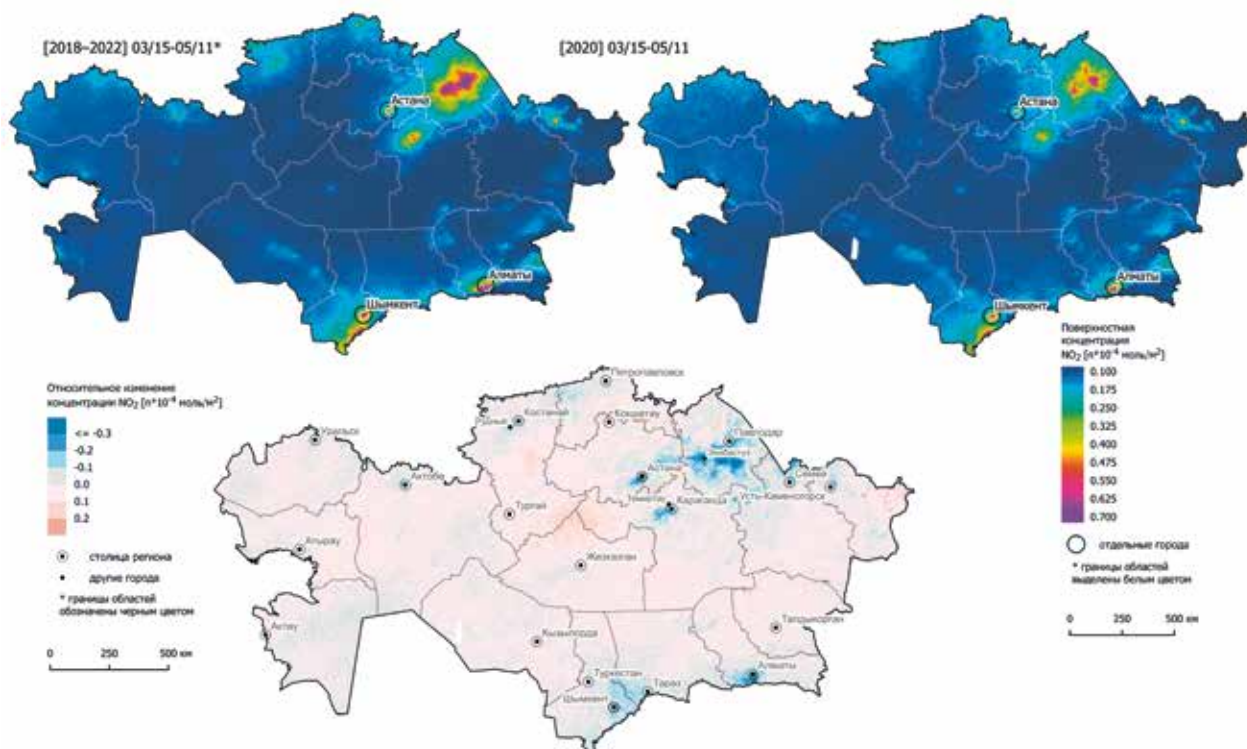 [2018–2022] 03/15-05/11*
[2020] 03/15-05/11
Астана
Астана
Алматы
Алматы
Шымкент
Шымкент
Поверхностная
концентрация
NO₂ [n*10⁻⁴ моль/м²]
0.100
0.175
0.250
0.325
0.400
0.475
0.550
0.625
0.700
отдельные города
* границы областей
выделены белым цветом
0 250 500 км
Относительное изменение
концентрации NO₂ [n*10⁻⁴ моль/м²]
<= -0.3
-0.2
-0.1
0.0
0.1
0.2
столица региона
другие города
* границы областей
обозначены черным цветом
0 250 500 км
Петропавловск
Костанай
Рудный
Кокшетау
Уральск
Павлодар
Экибастуз
Астана
Семей
Актобе
Темиртау
Караганда
Усть-Каменогорск
Тургай
Атырау
Жезказган
Талдыкорган
Актау
Кызылорда
Алматы
Туркестан
Тараз
Шымкент